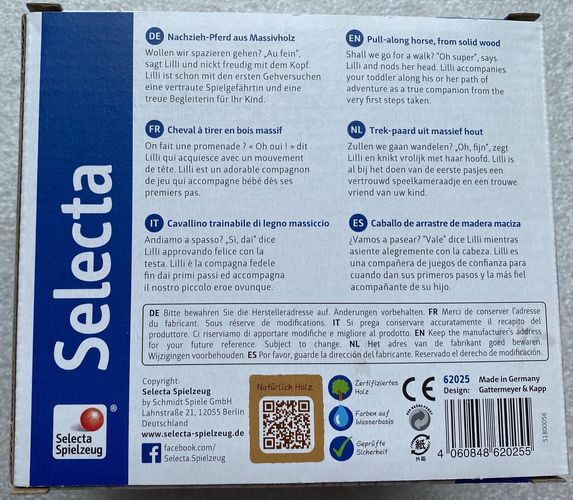 Selecta
Selecta
Spielzeug
®
DE Nachzieh-Pferd aus Massivholz
Wollen wir spazieren gehen? „Au fein",
sagt Lilli und nickt freudig mit dem Kopf.
Lilli ist schon mit den ersten Gehversuchen
eine vertraute Spielgefährtin und eine
treue Begleiterin für Ihr Kind.
EN Pull-along horse, from solid wood
Shall we go for a walk? "Oh super", says
Lilli and nods her head. Lilli accompanies
your toddler along his or her path of
adventure as a true companion from the
very first steps taken.
FR Cheval à tirer en bois massif
On fait une promenade ? « Oh oui ! » dit
Lilli qui acquiesce avec un mouvement
de tête. Lilli est un adorable compagnon
de jeu qui accompagne bébé dès ses
premiers pas.
NL Trek-paard uit massief hout
Zullen we gaan wandelen? „Oh, fijn", zegt
Lilli en knikt vrolijk met haar hoofd. Lilli is
al bij het doen van de eerste pasjes een
vertrouwd speelkameraadje en een trouwe
vriend van uw kind.
IT Cavallino trainabile di legno massiccio
Andiamo a spasso? „Sì, dai" dice
Lilli approvando felice con la
testa. Lilli è la compagna fedele
fin dai primi passi ed accompagna
il nostro piccolo eroe ovunque.
ES Caballo de arrastre de madera maciza
¿Vamos a pasear? "Vale" dice Lilli mientras
asiente alegremente con la cabeza. Lilli es
una compañera de juegos de confianza para
cuando dan sus primeros pasos y la más fiel
acompañante de su hijo.
DE Bitte bewahren Sie die Herstelleradresse auf. Änderungen vorbehalten. FR Merci de conserver l'adresse
du fabricant. Sous réserve de modifications. IT Si prega conservare accuratamente il recapito del
produttore. Ci riserviamo di apportare modifiche e migliorie al prodotto. EN Keep the manufacturer's address
for your future reference. Subject to change. NL Het adres van de fabrikant goed bewaren.
Wijzigingen voorbehouden. ES Por favor, guarde la dirección del fabricante. Reservado el derecho de modificación.
Copyright:
Selecta Spielzeug
by Schmidt Spiele GmbH
Lahnstraße 21, 12055 Berlin
Deutschland
www.selecta-spielzeug.de
facebook.com/
Selecta.Spielzeug
Natürlich Holz.
Zertifiziertes
Holz
Farben auf
Wasserbasis
Geprüfte
Sicherheit
CE
62025
Design:
Made in Germany
Gattermeyer & Kapp
4 060848 620255
51800056